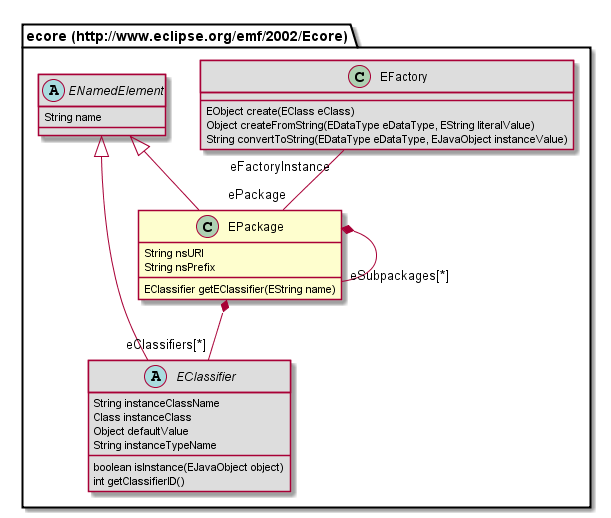 ecore (http://www.eclipse.org/emf/2002/Ecore)
A ENamedElement
String name
C EFactory
EObject create(EClass eClass)
Object createFromString(EDataType eDataType, EString literalValue)
String convertToString(EDataType eDataType, EJavaObject instanceValue)
eFactoryInstance
ePackage
C EPackage
String nsURI
String nsPrefix
EClassifier getEClassifier(EString name)
eSubpackages[*]
eClassifiers[*]
A EClassifier
String instanceClassName
Class instanceClass
Object defaultValue
String instanceTypeName
boolean isInstance(EJavaObject object)
int getClassifierID()